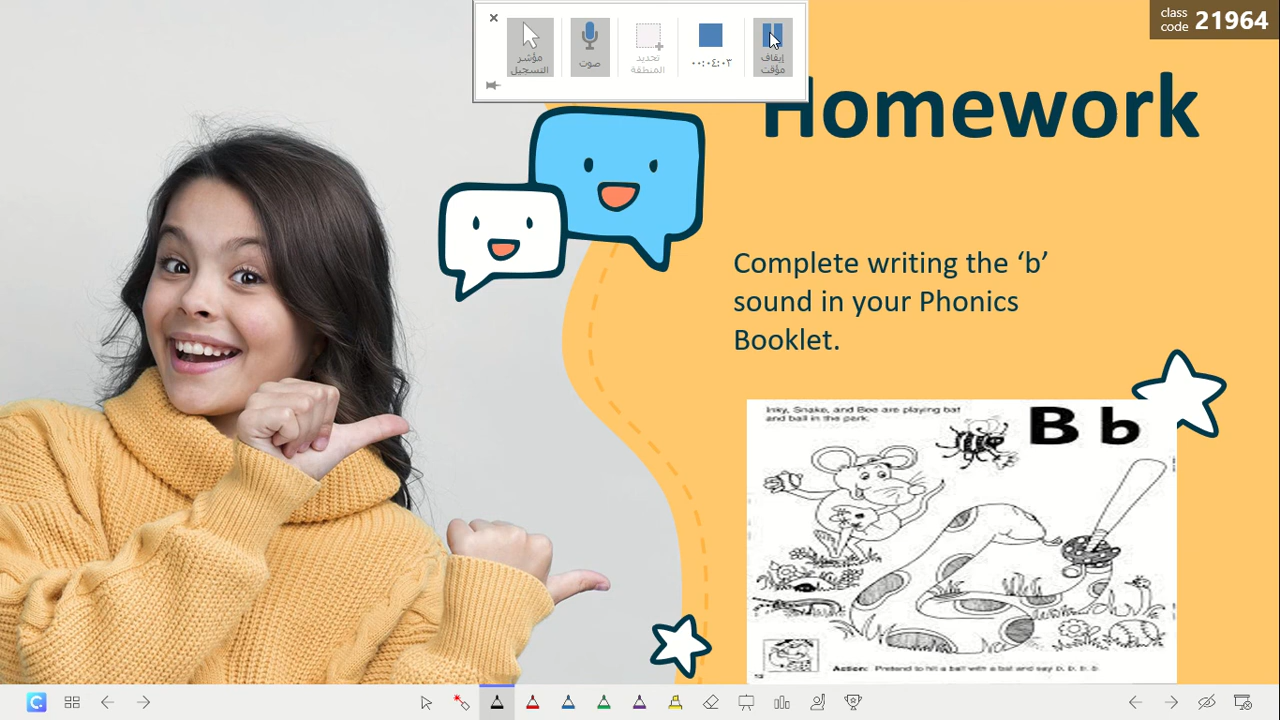 class
code 21964
مؤشر
التسجيل
صوت
تحديد
المنطقة
٠٠:٠٤:٠٣
إيقاف
مؤقت
Homework
Complete writing the ‘b’
sound in your Phonics
Booklet.
Inky, Snake, and Bee are playing bat
and ball in the park.
B b
Action: Pretend to hit a ball with a bat and say b, b, b, b.